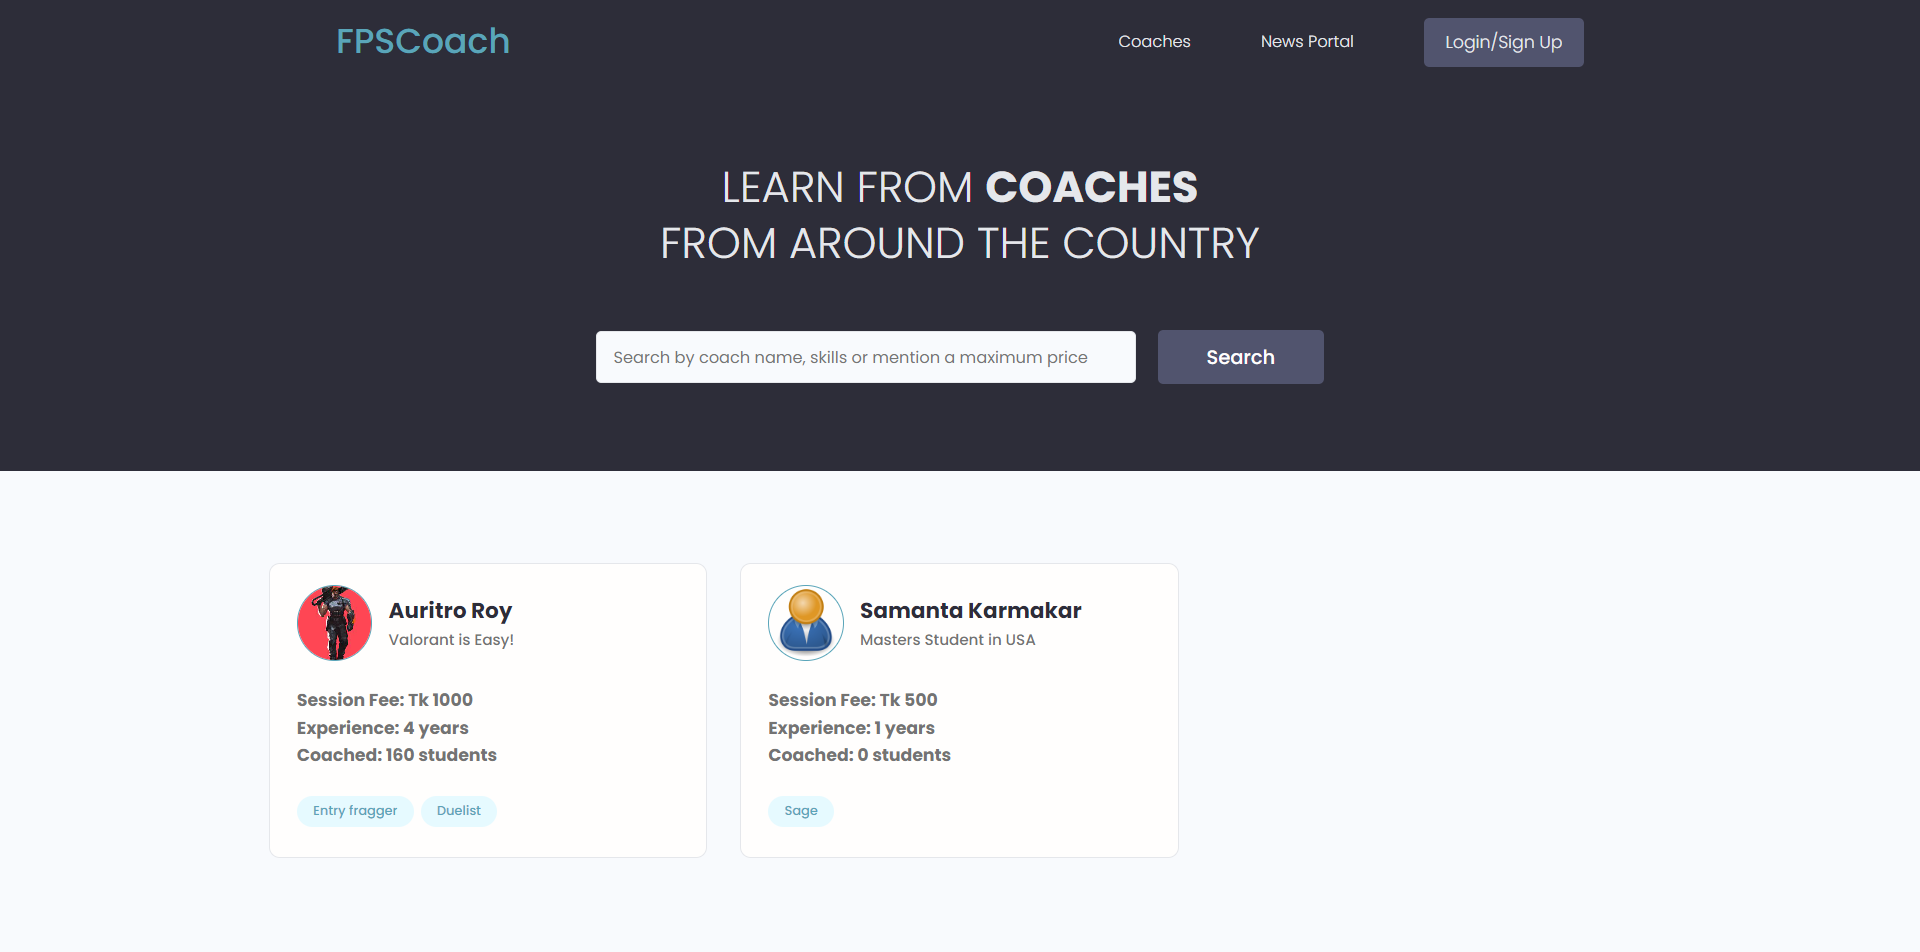 FPSCoach
Coaches
News Portal
Login/Sign Up
LEARN FROM COACHES
FROM AROUND THE COUNTRY
Search by coach name, skills or mention a maximum price
Search
Auritro Roy
Valorant is Easy!
Session Fee: Tk 1000
Experience: 4 years
Coached: 160 students
Entry fragger
Duelist
Samanta Karmakar
Masters Student in USA
Session Fee: Tk 500
Experience: 1 years
Coached: 0 students
Sage